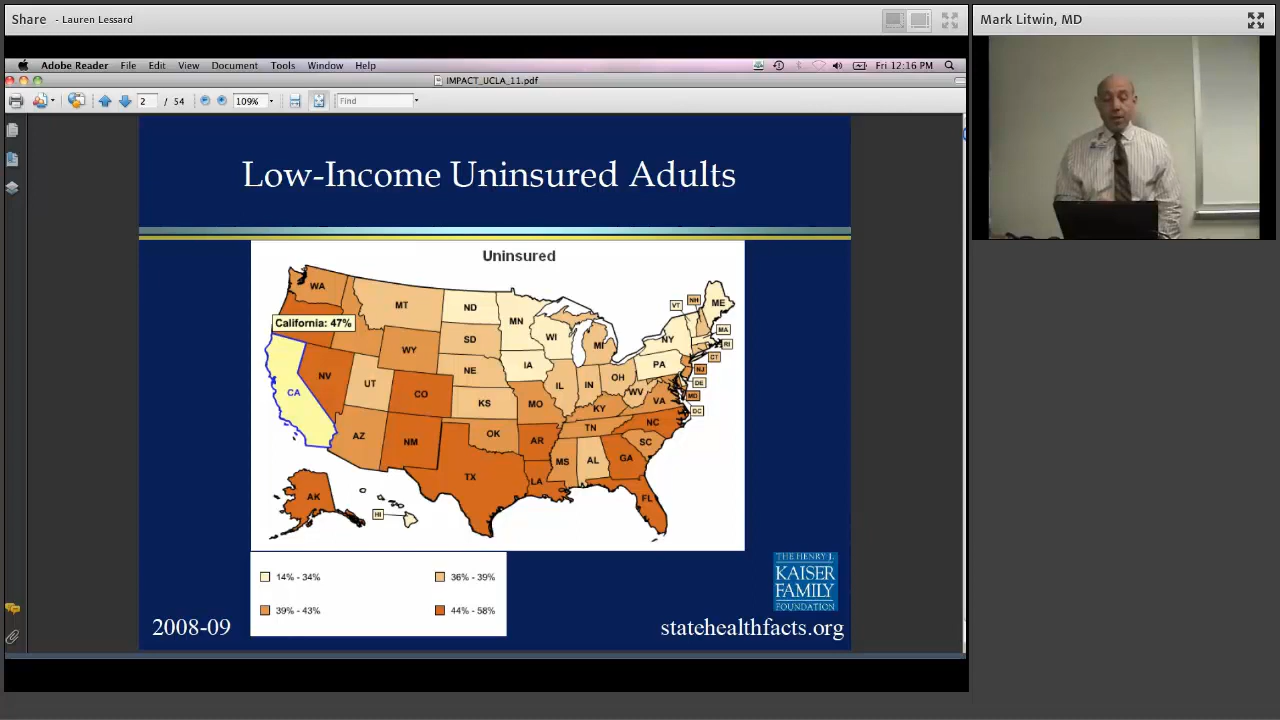 Share - Lauren Lessard
Mark Litwin, MD
Adobe Reader File Edit View Document Tools Window Help
Fri 12:16 PM
IMPACT_UCLA_11.pdf
2 / 54
109%
Find
Low-Income Uninsured Adults
Uninsured
WA
MT
ND
MN
VT
NH
ME
California: 47%
WY
SD
WI
MI
NY
MA
RI
CT
CA
NV
UT
CO
NE
IA
IL
IN
OH
PA
NJ
DE
MD
DC
KS
MO
KY
WV
VA
AZ
NM
OK
AR
TN
NC
SC
TX
LA
MS
AL
GA
FL
AK
HI
14% - 34%
36% - 39%
39% - 43%
44% - 58%
THE HENRY J.
KAISER
FAMILY
FOUNDATION
2008-09
statehealthfacts.org